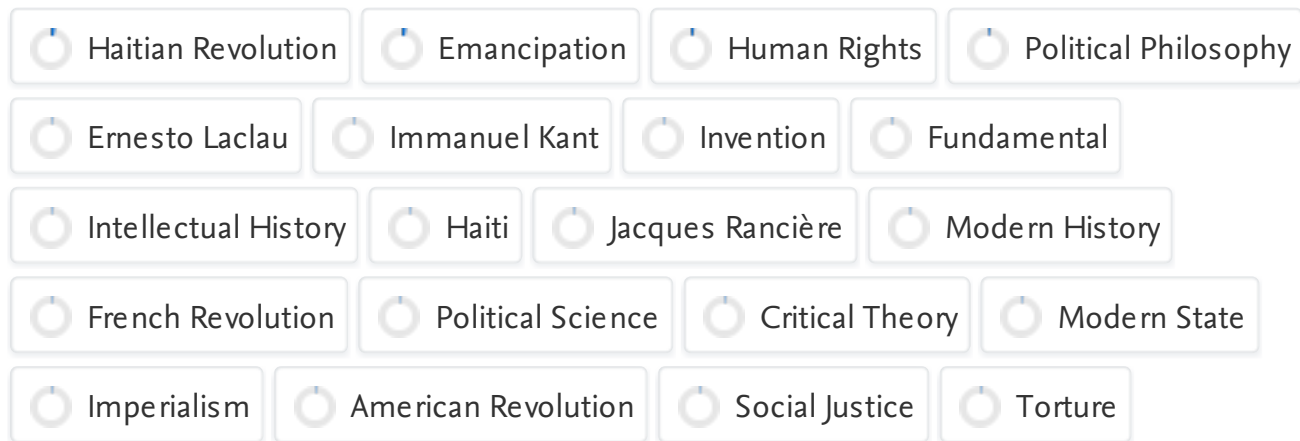 Haitian Revolution Emancipation Human Rights Political Philosophy
Ernesto Laclau Immanuel Kant Invention Fundamental
Intellectual History Haiti Jacques Rancière Modern History
French Revolution Political Science Critical Theory Modern State
Imperialism American Revolution Social Justice Torture